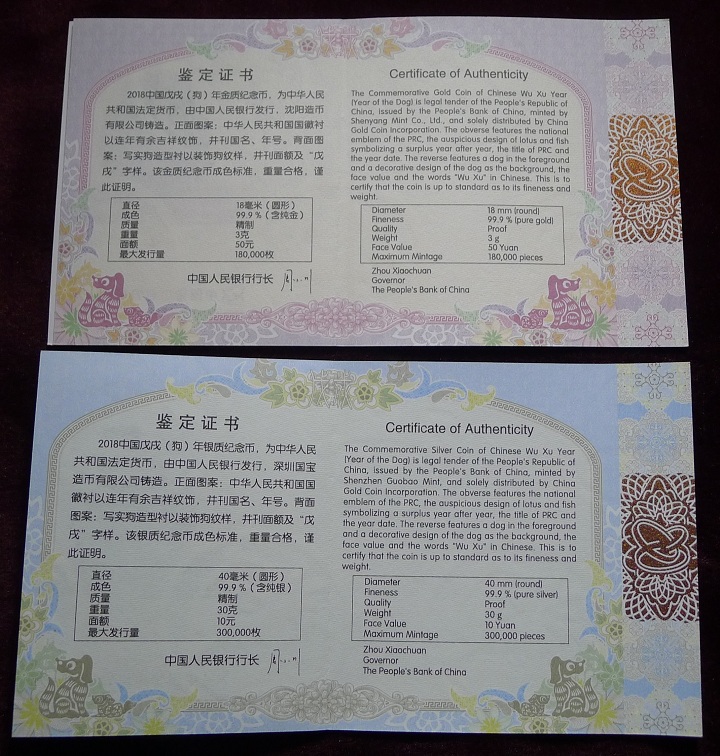 鉴定证书
2018中国戊戌（狗）年金质纪念币，为中华人民
共和国法定货币，由中国人民银行发行，沈阳造币
有限公司铸造。正面图案：中华人民共和国国徽衬
以连年有余吉祥纹饰，并刊国名、年号。背面图
案：写实狗造型衬以装饰狗纹样，并刊面额及“戊
戌”字样。该金质纪念币成色标准，重量合格，谨
此证明。
直径 18毫米（圆形）
成色 99.9％（含纯金）
质量 精制
重量 3克
面额 50元
最大发行量 180,000枚
中国人民银行行长
Certificate of Authenticity
The Commemorative Gold Coin of Chinese Wu Xu Year
(Year of the Dog) is legal tender of the People's Republic of
China, issued by the People's Bank of China, minted by
Shenyang Mint Co., Ltd., and solely distributed by China
Gold Coin Incorporation. The obverse features the national
emblem of the PRC, the auspicious design of lotus and fish
symbolizing a surplus year after year, the title of PRC and
the year date. The reverse features a dog in the foreground
and a decorative design of the dog as the background, the
face value and the words "Wu Xu" in Chinese. This is to
certify that the coin is up to standard as to its fineness and
weight.
Diameter 18 mm (round)
Fineness 99.9 % (pure gold)
Quality Proof
Weight 3 g
Face Value 50 Yuan
Maximum Mintage 180,000 pieces
Zhou Xiaochuan
Governor
The People's Bank of China
鉴定证书
2018中国戊戌（狗）年银质纪念币，为中华人民
共和国法定货币，由中国人民银行发行，深圳国宝
造币有限公司铸造。正面图案：中华人民共和国国
徽衬以连年有余吉祥纹饰，并刊国名、年号。背面
图案：写实狗造型衬以装饰狗纹样，并刊面额及“戊
戌”字样。该银质纪念币成色标准，重量合格，谨
此证明。
直径 40毫米（圆形）
成色 99.9％（含纯银）
质量 精制
重量 30克
面额 10元
最大发行量 300,000枚
中国人民银行行长
Certificate of Authenticity
The Commemorative Silver Coin of Chinese Wu Xu Year
(Year of the Dog) is legal tender of the People's Republic of
China, issued by the People's Bank of China, minted by
Shenzhen Guobao Mint, and solely distributed by China
Gold Coin Incorporation. The obverse features the national
emblem of the PRC, the auspicious design of lotus and fish
symbolizing a surplus year after year, the title of PRC and
the year date. The reverse features a dog in the foreground
and a decorative design of the dog as the background, the
face value and the words "Wu Xu" in Chinese. This is to
certify that the coin is up to standard as to its fineness and
weight.
Diameter 40 mm (round)
Fineness 99.9 % (pure silver)
Quality Proof
Weight 30 g
Face Value 10 Yuan
Maximum Mintage 300,000 pieces
Zhou Xiaochuan
Governor
The People's Bank of China